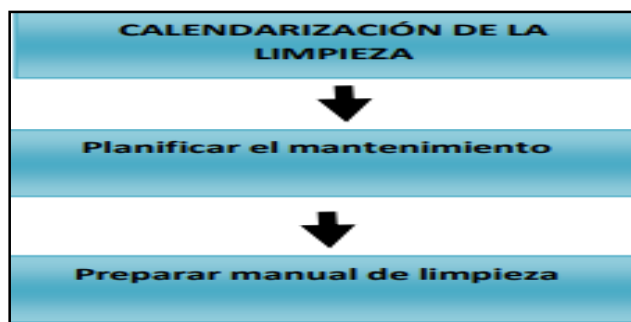 CALENDARIZACIÓN DE LA
LIMPIEZA
Planificar el mantenimiento
Preparar manual de limpieza